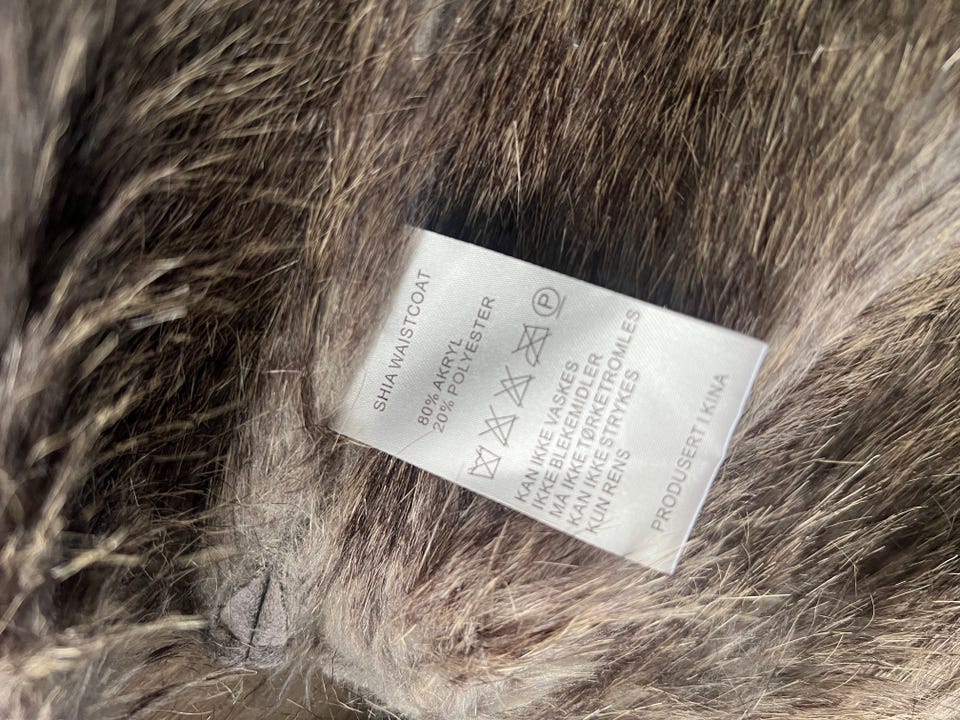 SHIA WAISTCOAT
80% AKRYL
20% POLYESTER
P
KAN IKKE VASKES
IKKE BLEKEMIDLER
MA IKKE TØRKETROMLES
KAN IKKE STRYKES
KUN RENS
PRODUSERT I KINA